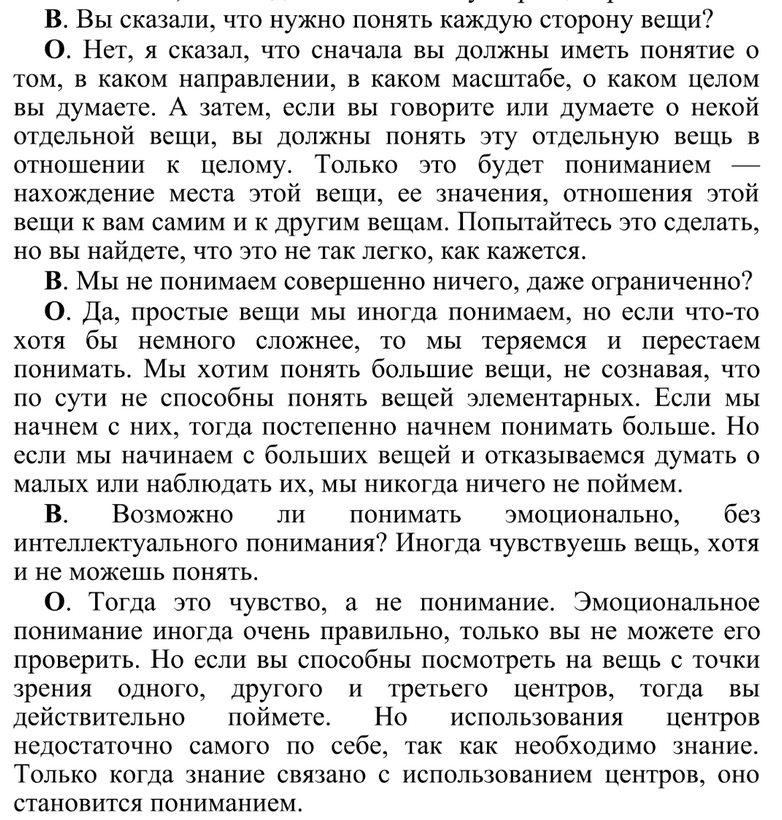 В. Вы сказали, что нужно понять каждую сторону вещи?
О. Нет, я сказал, что сначала вы должны иметь понятие о
том, в каком направлении, в каком масштабе, о каком целом
вы думаете. А затем, если вы говорите или думаете о некой
отдельной вещи, вы должны понять эту отдельную вещь в
отношении к целому. Только это будет пониманием —
нахождение места этой вещи, ее значения, отношения этой
вещи к вам самим и к другим вещам. Попытайтесь это сделать,
но вы найдете, что это не так легко, как кажется.
В. Мы не понимаем совершенно ничего, даже ограниченно?
О. Да, простые вещи мы иногда понимаем, но если что-то
хотя бы немного сложнее, то мы теряемся и перестаем
понимать. Мы хотим понять большие вещи, не сознавая, что
по сути не способны понять вещей элементарных. Если мы
начнем с них, тогда постепенно начнем понимать больше. Но
если мы начинаем с больших вещей и отказываемся думать о
малых или наблюдать их, мы никогда ничего не поймем.
В. Возможно ли понимать эмоционально, без
интеллектуального понимания? Иногда чувствуешь вещь, хотя
и не можешь понять.
О. Тогда это чувство, а не понимание. Эмоциональное
понимание иногда очень правильно, только вы не можете его
проверить. Но если вы способны посмотреть на вещь с точки
зрения одного, другого и третьего центров, тогда вы
действительно поймете. Но использования центров
недостаточно самого по себе, так как необходимо знание.
Только когда знание связано с использованием центров, оно
становится пониманием.